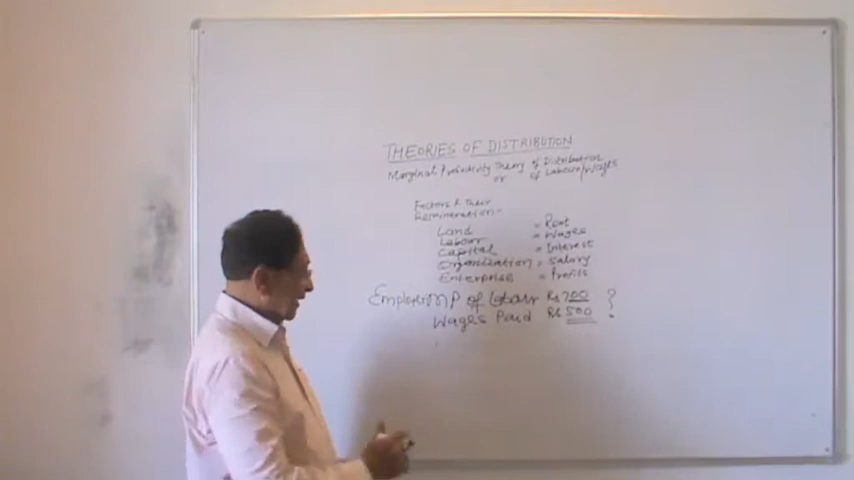 THEORIES OF DISTRIBUTION
Marginal Productivity Theory of Distribution
or of Labour/Wages
Factors & Their
Remuneration-
Land = Rent
Labour = Wages
Capital = Interest
Organization = Salary
Enterprise = Profits
MP of Labour Rs 700 ?
Wages Paid Rs 500